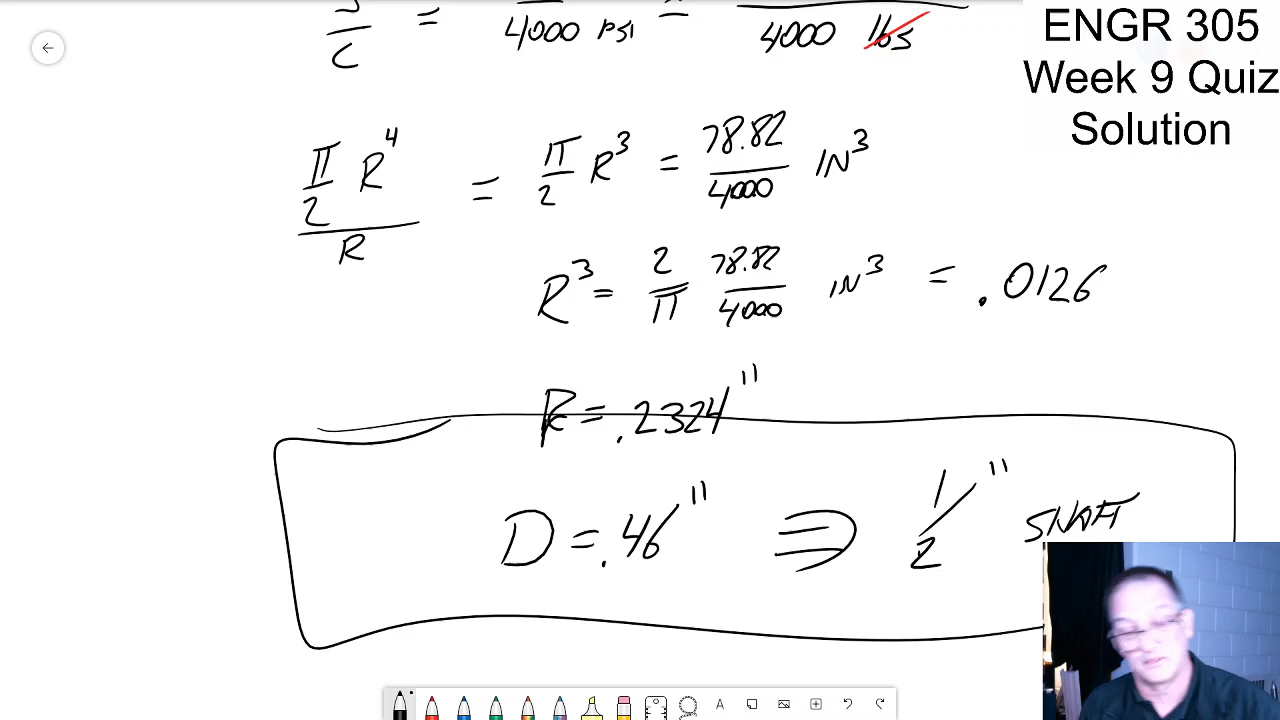 ENGR 305
Week 9 Quiz
Solution
J/C = /4000 PSI = /4000 lbs
π/2 R⁴ / R = π/2 R³ = 78.82/4000 IN³
R³ = 2/π 78.82/4000 IN³ = .0126
R = .2324"
D = .46" ⇒ 1/2" SHAFT
A